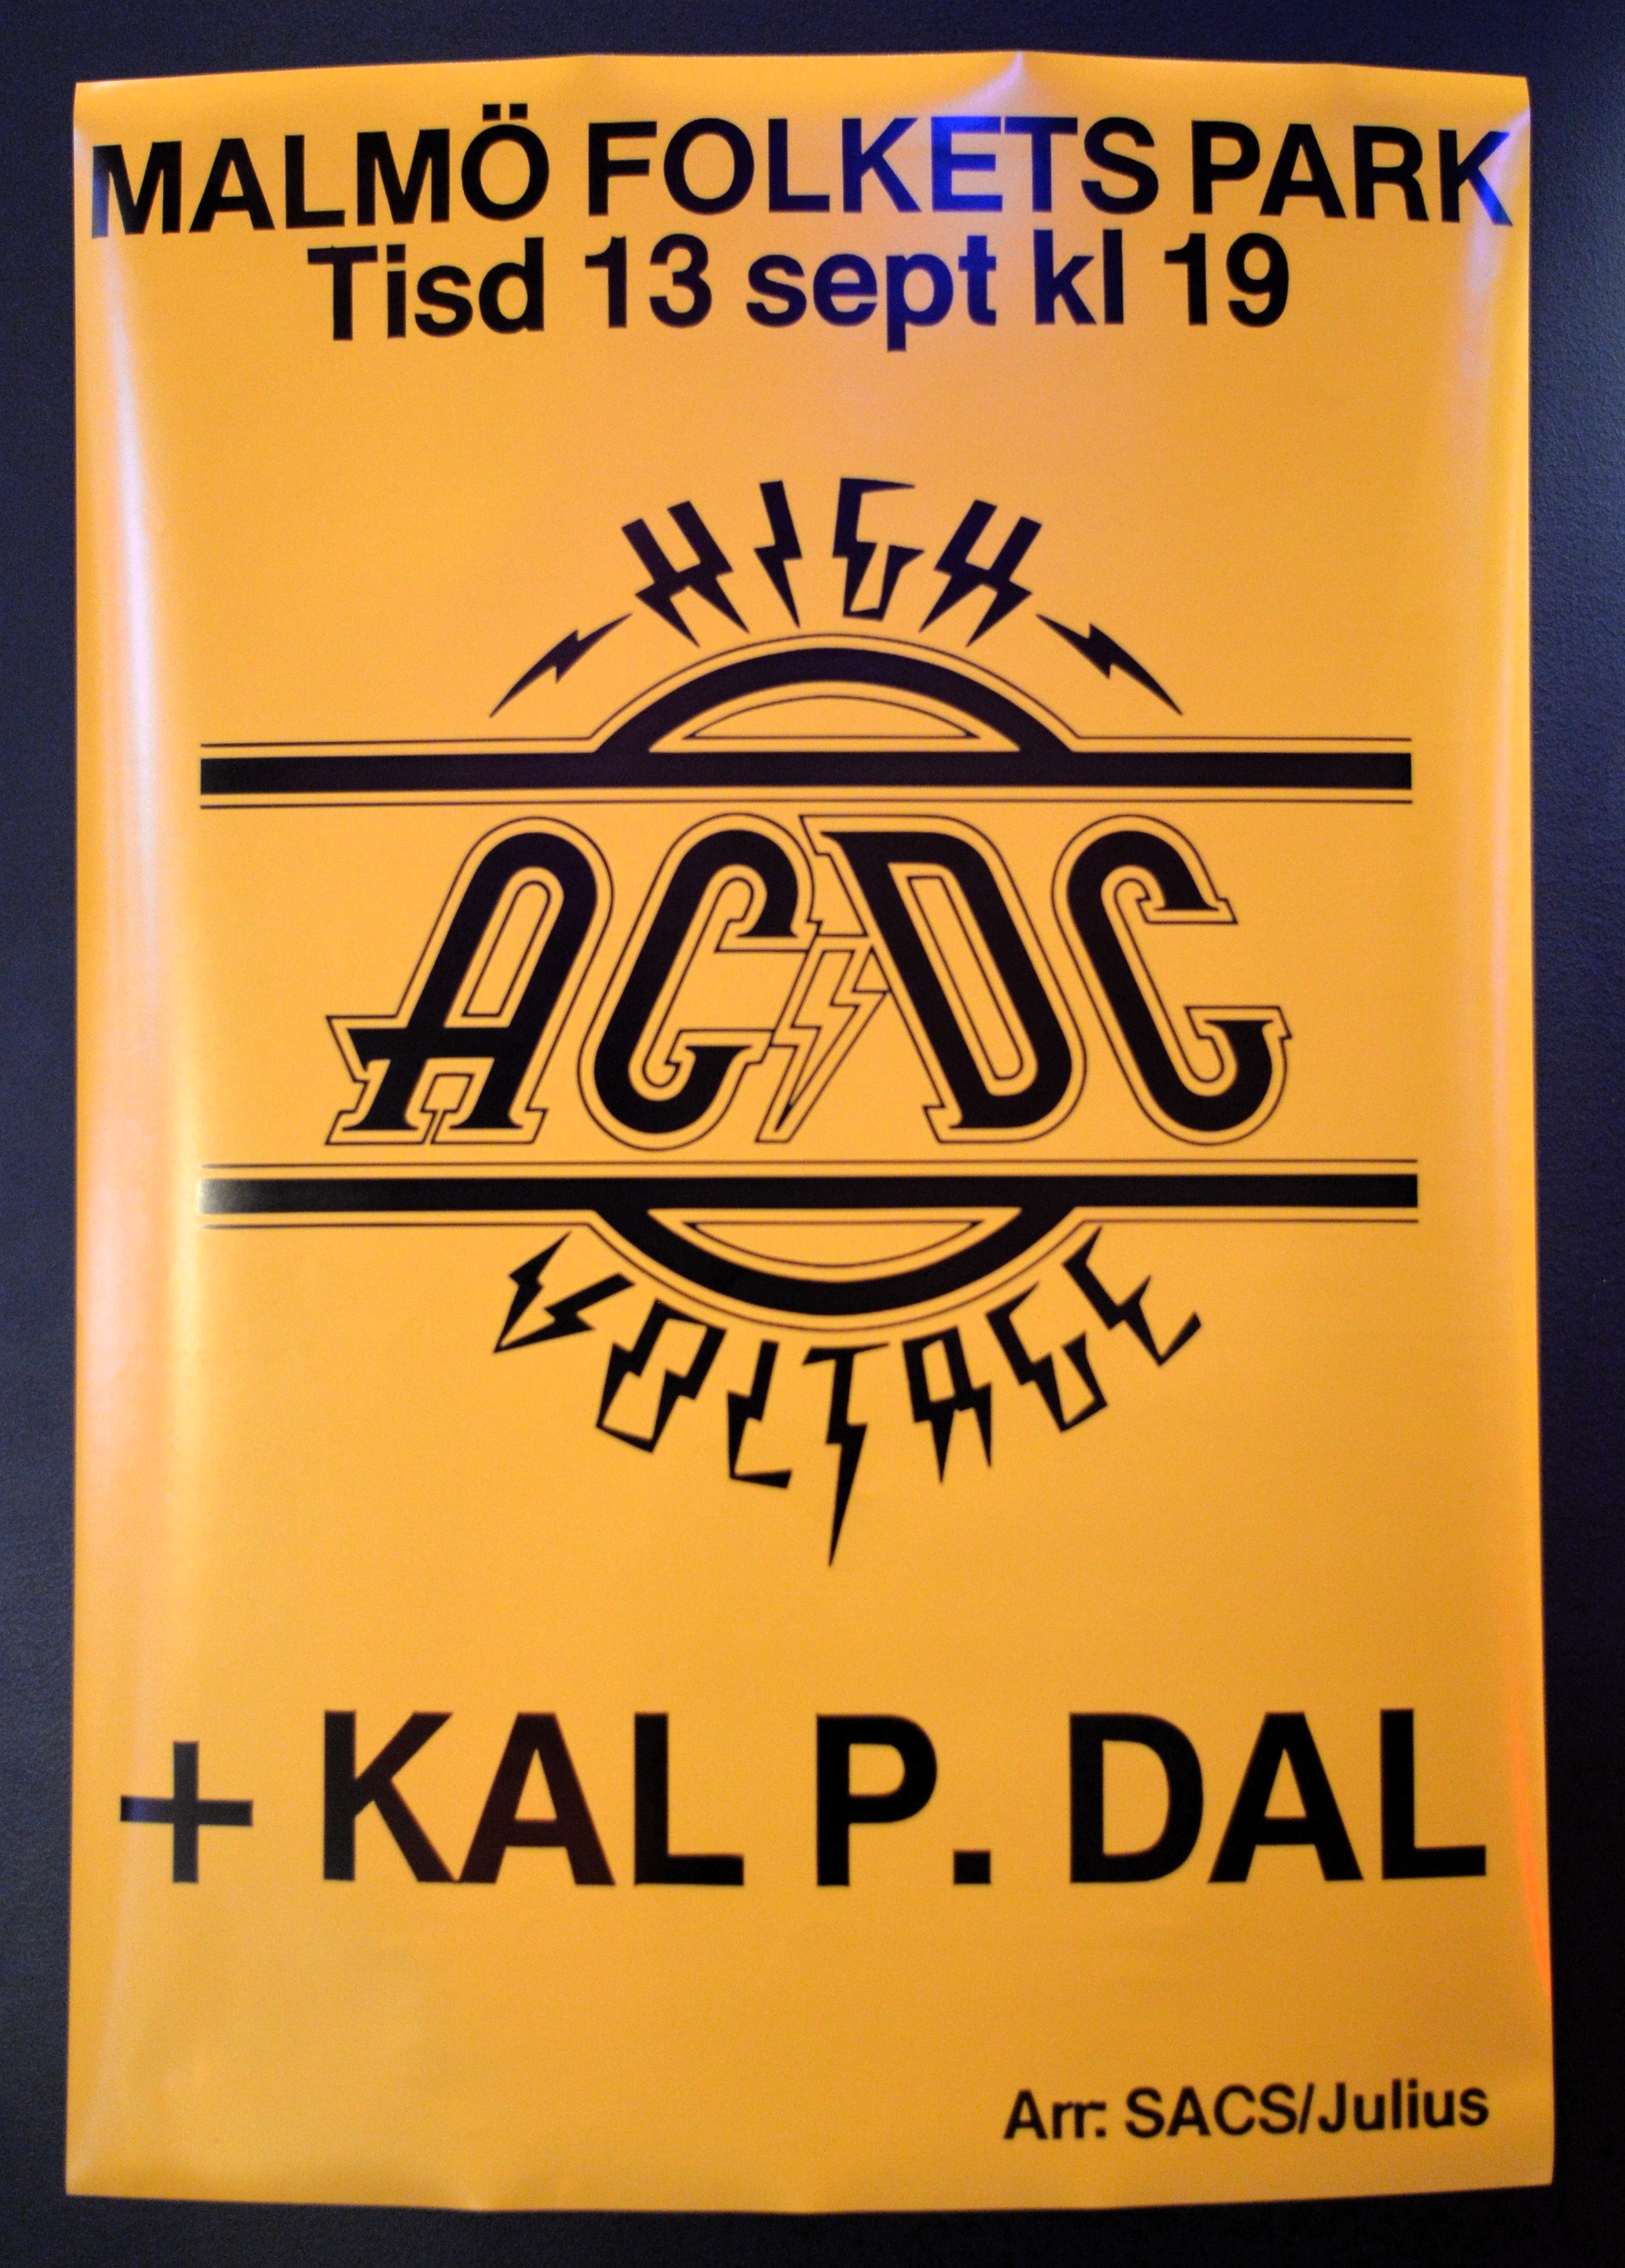 MALMÖ FOLKETS PARK
Tisd 13 sept kl 19
HIGH
AC/DC
VOLTAGE
+ KAL P. DAL
Arr: SACS/Julius